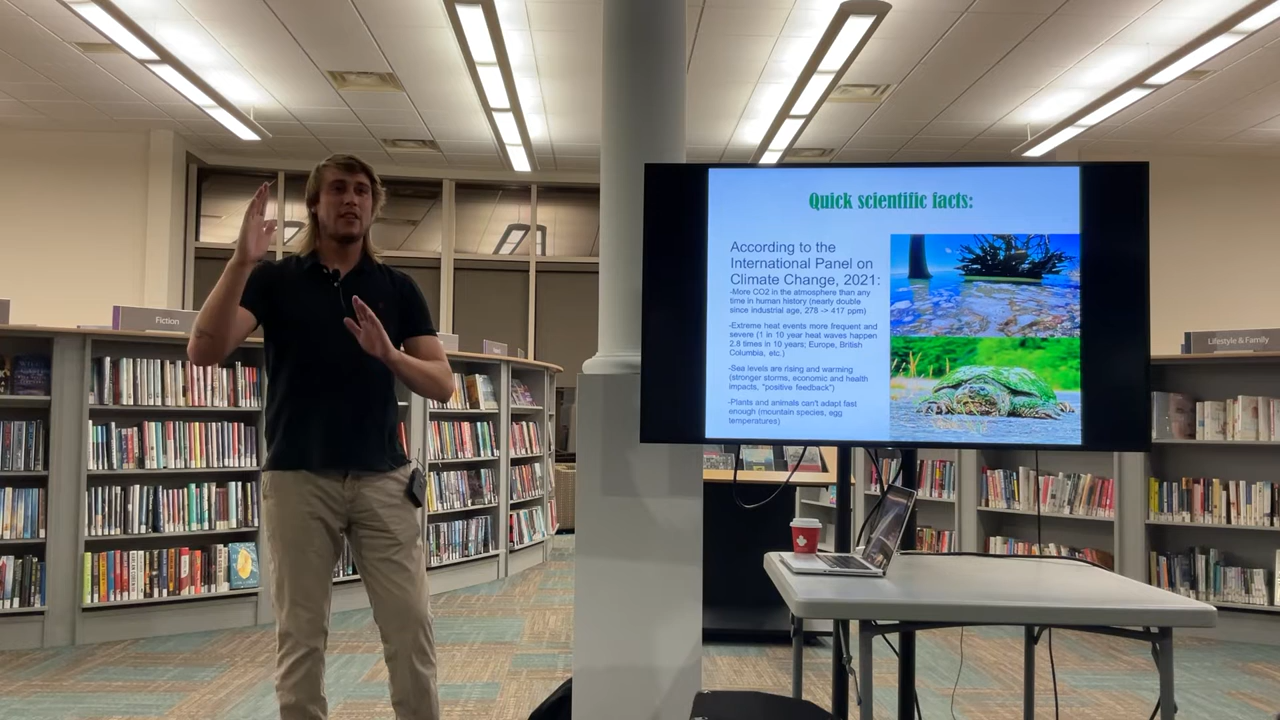 Fiction
Quick scientific facts:
According to the
International Panel on
Climate Change, 2021:
-More CO2 in the atmosphere than any
time in human history (nearly double
since industrial age, 278 -> 417 ppm)
-Extreme heat events more frequent and
severe (1 in 10 year heat waves happen
2.8 times in 10 years; Europe, British
Columbia, etc.)
-Sea levels are rising and warming
(stronger storms, economic and health
impacts, "positive feedback")
-Plants and animals can't adapt fast
enough (mountain species, egg
temperatures)
Lifestyle & Family